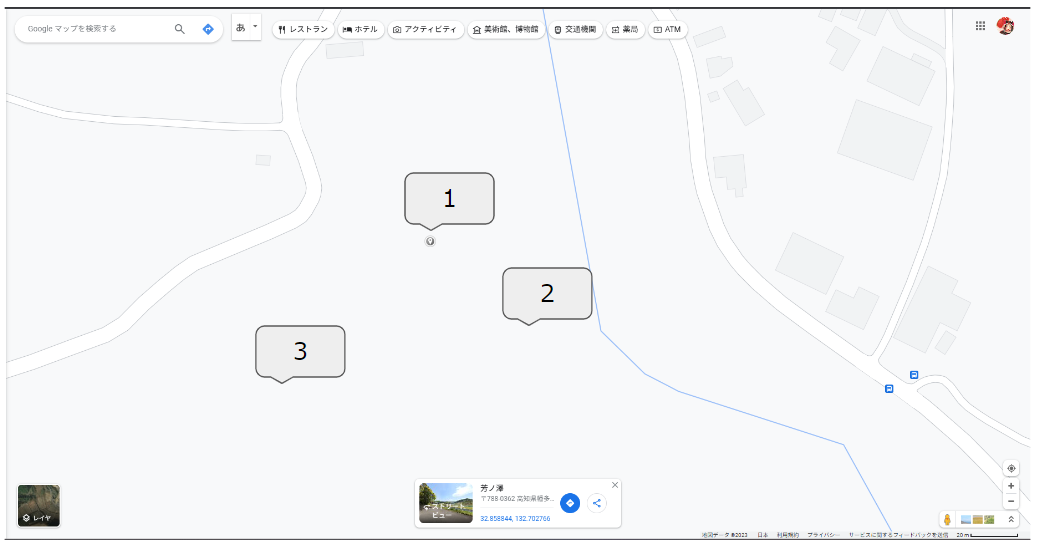 Google マップを検索する
あ
レストラン
ホテル
アクティビティ
美術館、博物館
交通機関
薬局
ATM
1
2
3
レイヤ
ストリート
ビュー
芳ノ澤
〒788-0362 高知県幡多...
32.858844, 132.702766
地図データ ©2023 日本 利用規約 プライバシー サービスに関するフィードバックを送信 20 m